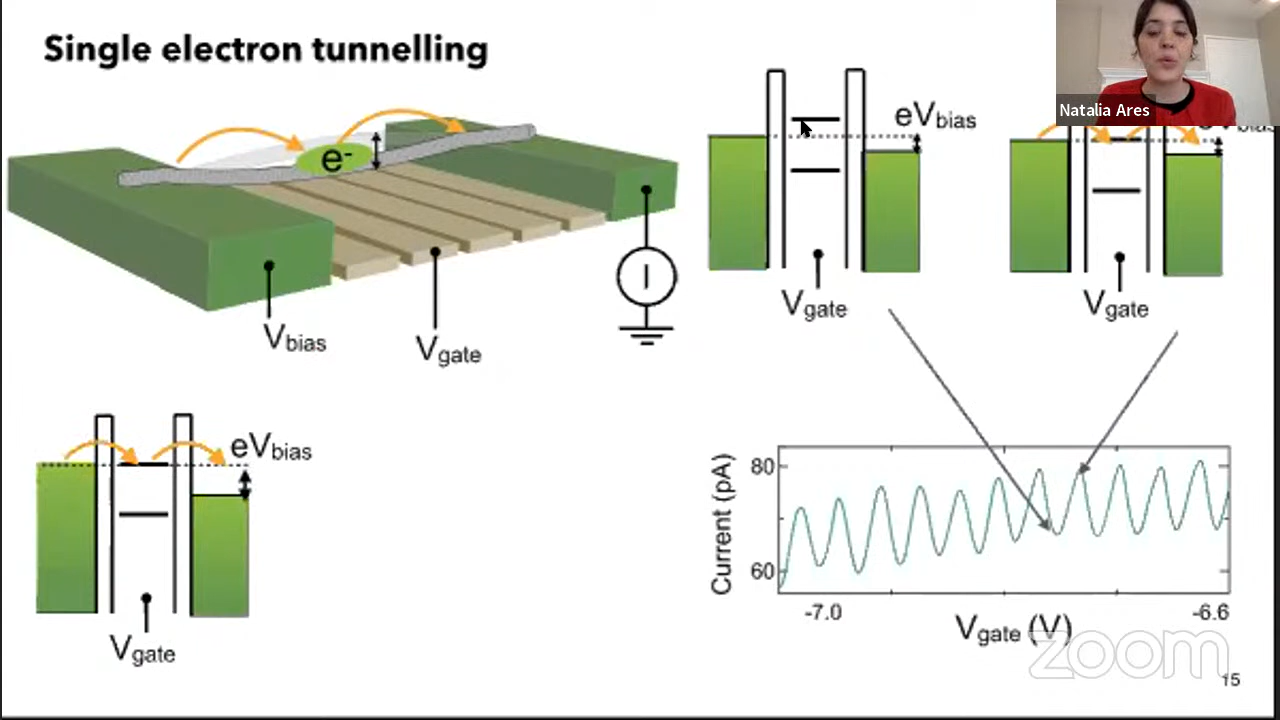 Single electron tunnelling
Natalia Ares
eVbias
e-
I
Vbias
Vgate
Vgate
Vgate
eVbias
Vgate
80
60
Current (pA)
-7.0
-6.6
Vgate (V)
zoom
15